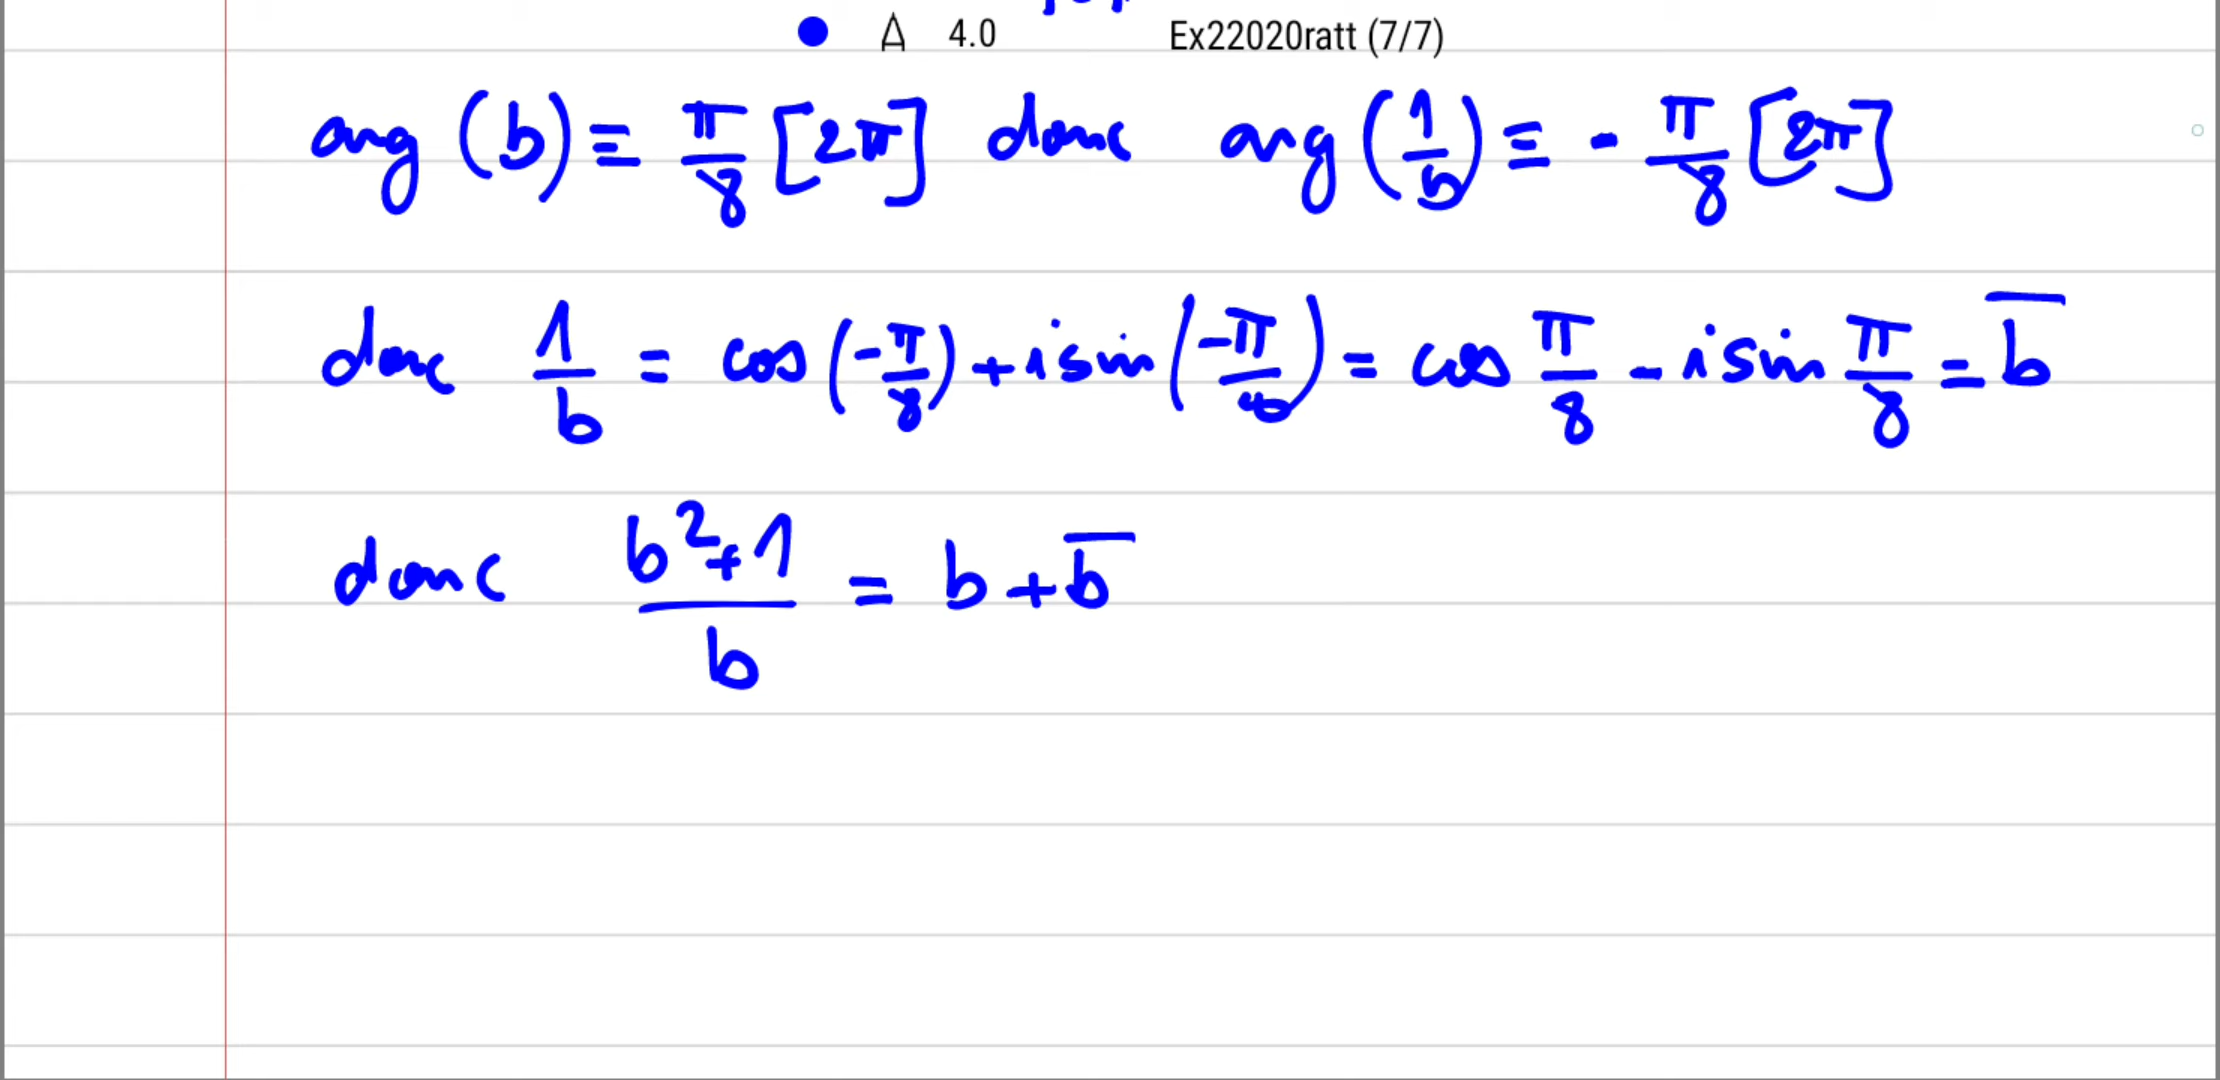 4.0 Ex22020ratt (7/7)
arg (b) ≡ π/8 [2π] donc arg (1/b) ≡ - π/8 [2π]
donc 1/b = cos(-π/8) + i sin(-π/8) = cos π/8 - i sin π/8 = b̅
donc (b²+1)/b = b + b̅